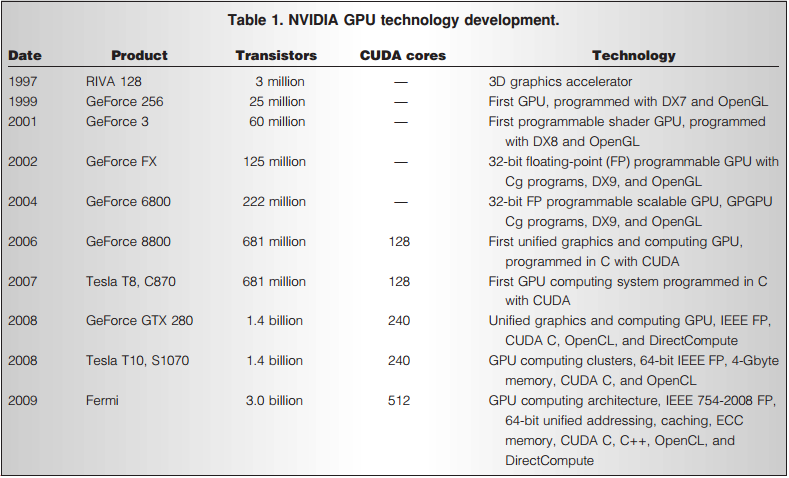 Table 1. NVIDIA GPU technology development.
Date Product Transistors CUDA cores Technology
1997 RIVA 128 3 million — 3D graphics accelerator
1999 GeForce 256 25 million — First GPU, programmed with DX7 and OpenGL
2001 GeForce 3 60 million — First programmable shader GPU, programmed
with DX8 and OpenGL
2002 GeForce FX 125 million — 32-bit floating-point (FP) programmable GPU with
Cg programs, DX9, and OpenGL
2004 GeForce 6800 222 million — 32-bit FP programmable scalable GPU, GPGPU
Cg programs, DX9, and OpenGL
2006 GeForce 8800 681 million 128 First unified graphics and computing GPU,
programmed in C with CUDA
2007 Tesla T8, C870 681 million 128 First GPU computing system programmed in C
with CUDA
2008 GeForce GTX 280 1.4 billion 240 Unified graphics and computing GPU, IEEE FP,
CUDA C, OpenCL, and DirectCompute
2008 Tesla T10, S1070 1.4 billion 240 GPU computing clusters, 64-bit IEEE FP, 4-Gbyte
memory, CUDA C, and OpenCL
2009 Fermi 3.0 billion 512 GPU computing architecture, IEEE 754-2008 FP,
64-bit unified addressing, caching, ECC
memory, CUDA C, C++, OpenCL, and
DirectCompute